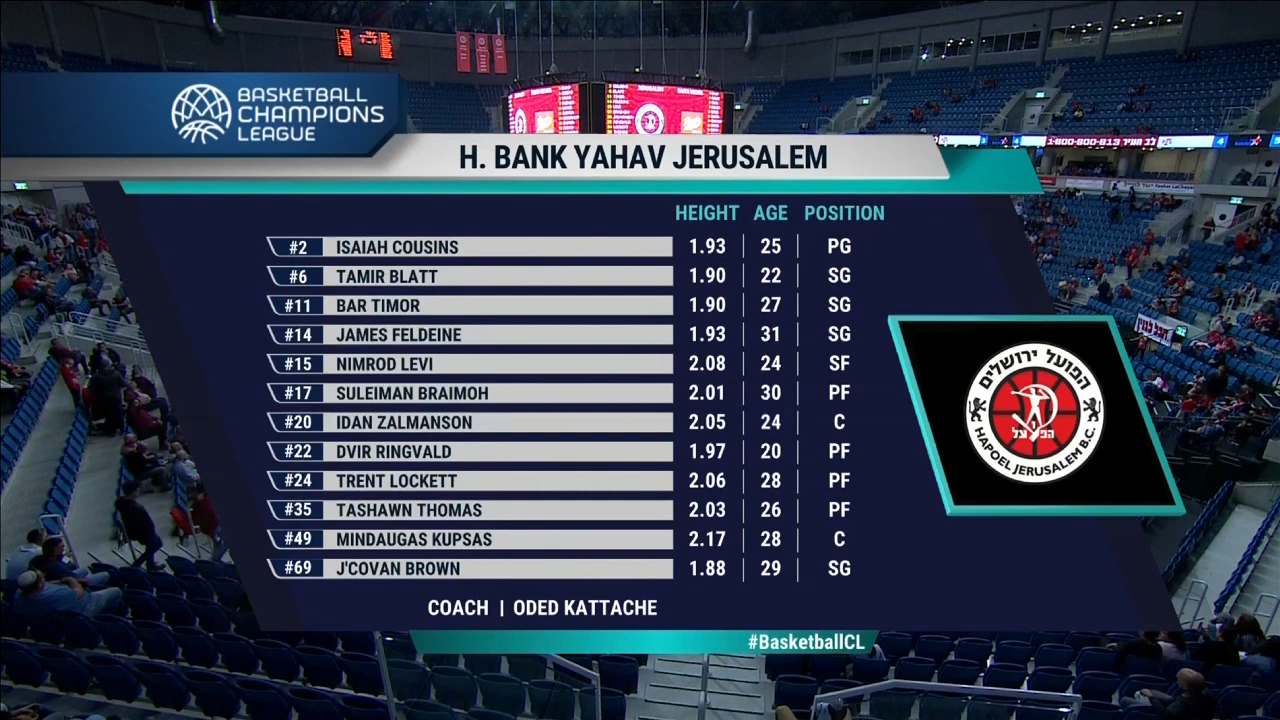 BASKETBALL
CHAMPIONS
LEAGUE
H. BANK YAHAV JERUSALEM
1-800-800-813
HEIGHT AGE POSITION
#2 ISAIAH COUSINS 1.93 25 PG
#6 TAMIR BLATT 1.90 22 SG
#11 BAR TIMOR 1.90 27 SG
#14 JAMES FELDEINE 1.93 31 SG
#15 NIMROD LEVI 2.08 24 SF
#17 SULEIMAN BRAIMOH 2.01 30 PF
#20 IDAN ZALMANSON 2.05 24 C
#22 DVIR RINGVALD 1.97 20 PF
#24 TRENT LOCKETT 2.06 28 PF
#35 TASHAWN THOMAS 2.03 26 PF
#49 MINDAUGAS KUPSAS 2.17 28 C
#69 J'COVAN BROWN 1.88 29 SG
COACH | ODED KATTACHE
הפועל ירושלים
הפועל
HAPOEL JERUSALEM B.C.
#BasketballCL